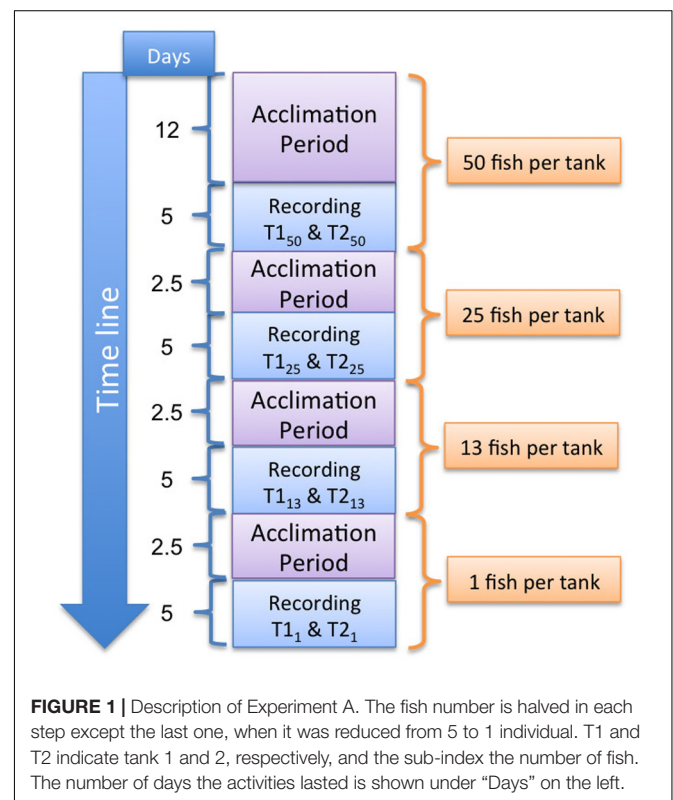 Days
Time line
12
Acclimation
Period
50 fish per tank
5
Recording
T1₅₀ & T2₅₀
2.5
Acclimation
Period
25 fish per tank
5
Recording
T1₂₅ & T2₂₅
2.5
Acclimation
Period
13 fish per tank
5
Recording
T1₁₃ & T2₁₃
2.5
Acclimation
Period
1 fish per tank
5
Recording
T1₁ & T2₁
FIGURE 1 | Description of Experiment A. The fish number is halved in each
step except the last one, when it was reduced from 5 to 1 individual. T1 and
T2 indicate tank 1 and 2, respectively, and the sub-index the number of fish.
The number of days the activities lasted is shown under “Days” on the left.